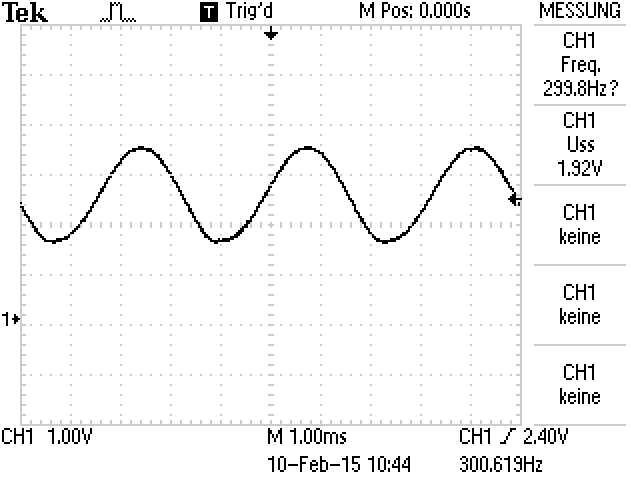 Tek T Trig'd M Pos: 0.000s MESSUNG
CH1
Freq.
299.8Hz?
CH1
Uss
1.92V
CH1
keine
CH1
keine
CH1
keine
1
CH1 1.00V M 1.00ms CH1 2.40V
10-Feb-15 10:44 300.619Hz